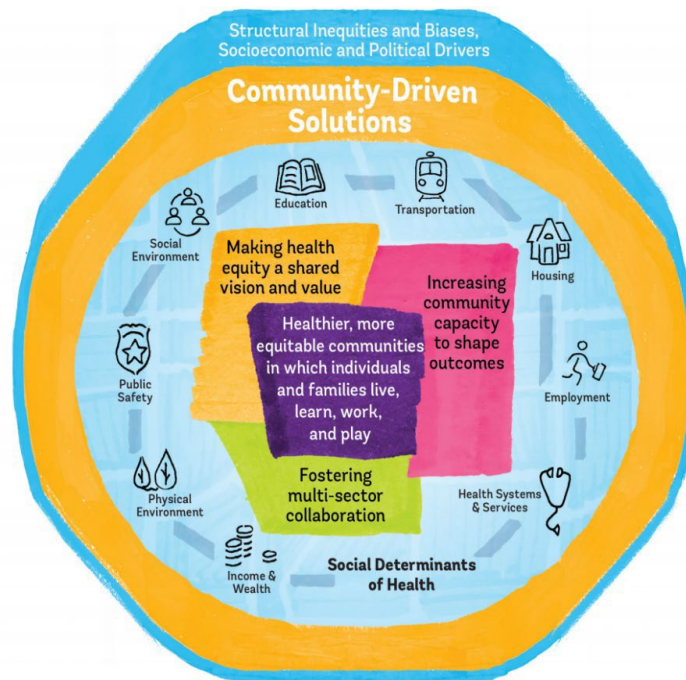 Structural Inequities and Biases,
Socioeconomic and Political Drivers
Community-Driven
Solutions
Education
Transportation
Social
Environment
Housing
Making health
equity a shared
vision and value
Increasing
community
capacity
to shape
outcomes
Healthier, more
equitable communities
in which individuals
and families live,
learn, work,
and play
Public
Safety
Employment
Fostering
multi-sector
collaboration
Physical
Environment
Health Systems
& Services
Income &
Wealth
Social Determinants
of Health